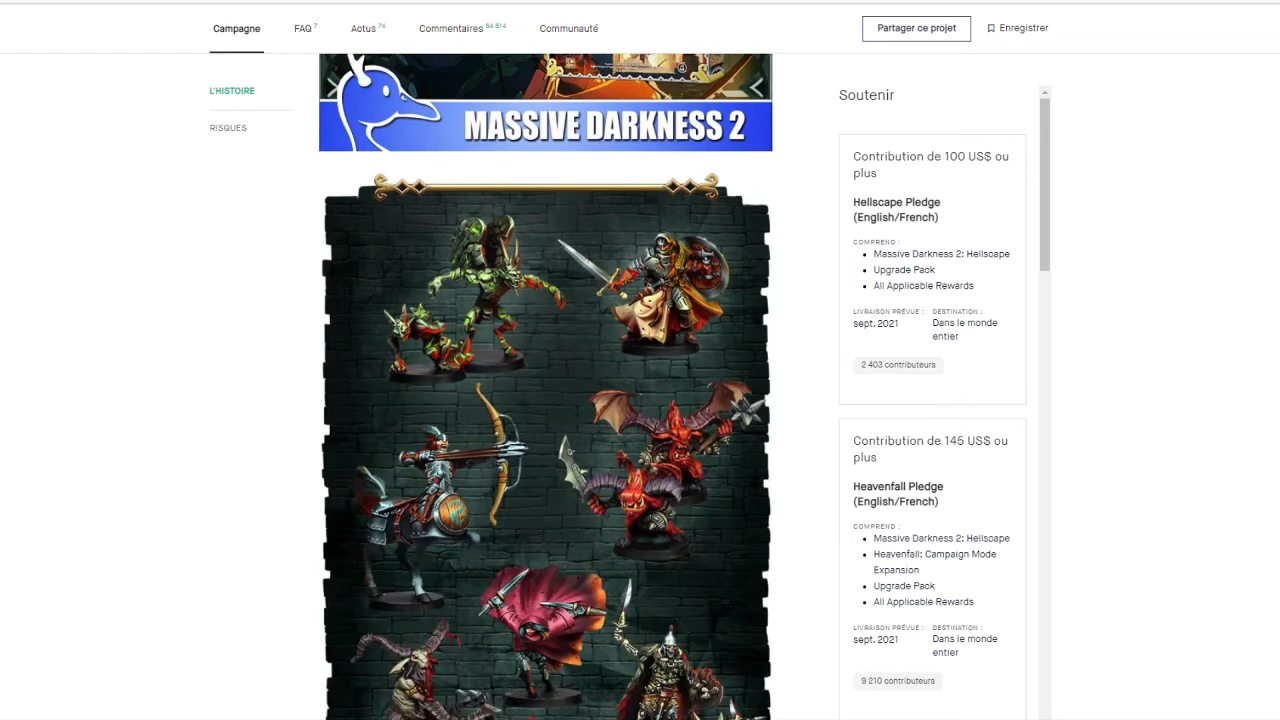 Campagne
FAQ 7
Actus 74
Commentaires 54 514
Communauté
Partager ce projet
Enregistrer
L'HISTOIRE
RISQUES
MASSIVE DARKNESS 2
Soutenir
Contribution de 100 US$ ou
plus
Hellscape Pledge
(English/French)
COMPREND :
Massive Darkness 2: Hellscape
Upgrade Pack
All Applicable Rewards
LIVRAISON PRÉVUE :
sept. 2021
DESTINATION :
Dans le monde
entier
2 403 contributeurs
Contribution de 145 US$ ou
plus
Heavenfall Pledge
(English/French)
COMPREND :
Massive Darkness 2: Hellscape
Heavenfall: Campaign Mode
Expansion
Upgrade Pack
All Applicable Rewards
LIVRAISON PRÉVUE :
sept. 2021
DESTINATION :
Dans le monde
entier
9 210 contributeurs